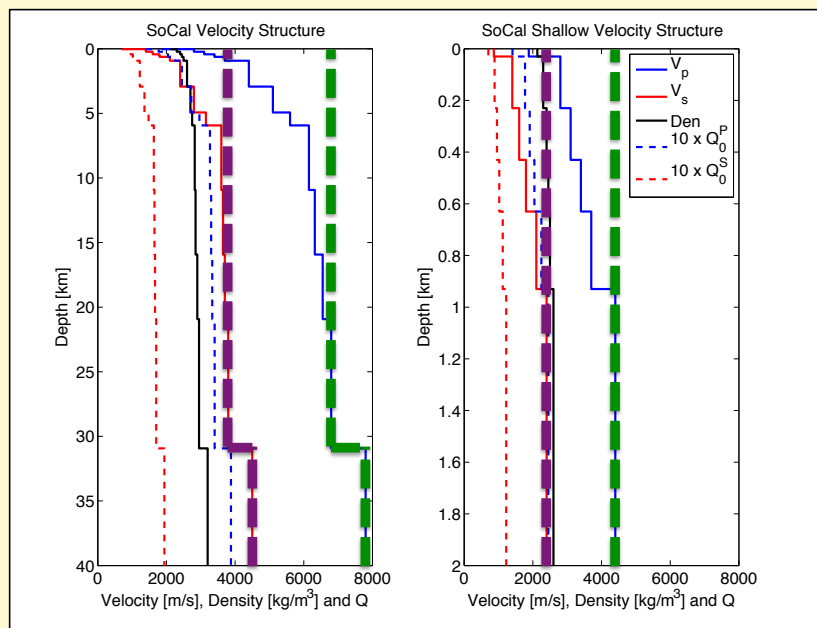 SoCal Velocity Structure
0
5
10
15
20
25
30
35
40
Depth [km]
0 2000 4000 6000 8000
Velocity [m/s], Density [kg/m³] and Q
SoCal Shallow Velocity Structure
0
0.2
0.4
0.6
0.8
1
1.2
1.4
1.6
1.8
2
Depth [km]
0 2000 4000 6000 8000
Velocity [m/s], Density [kg/m³] and Q
Vp
Vs
Den
10 x Q0^P
10 x Q0^S